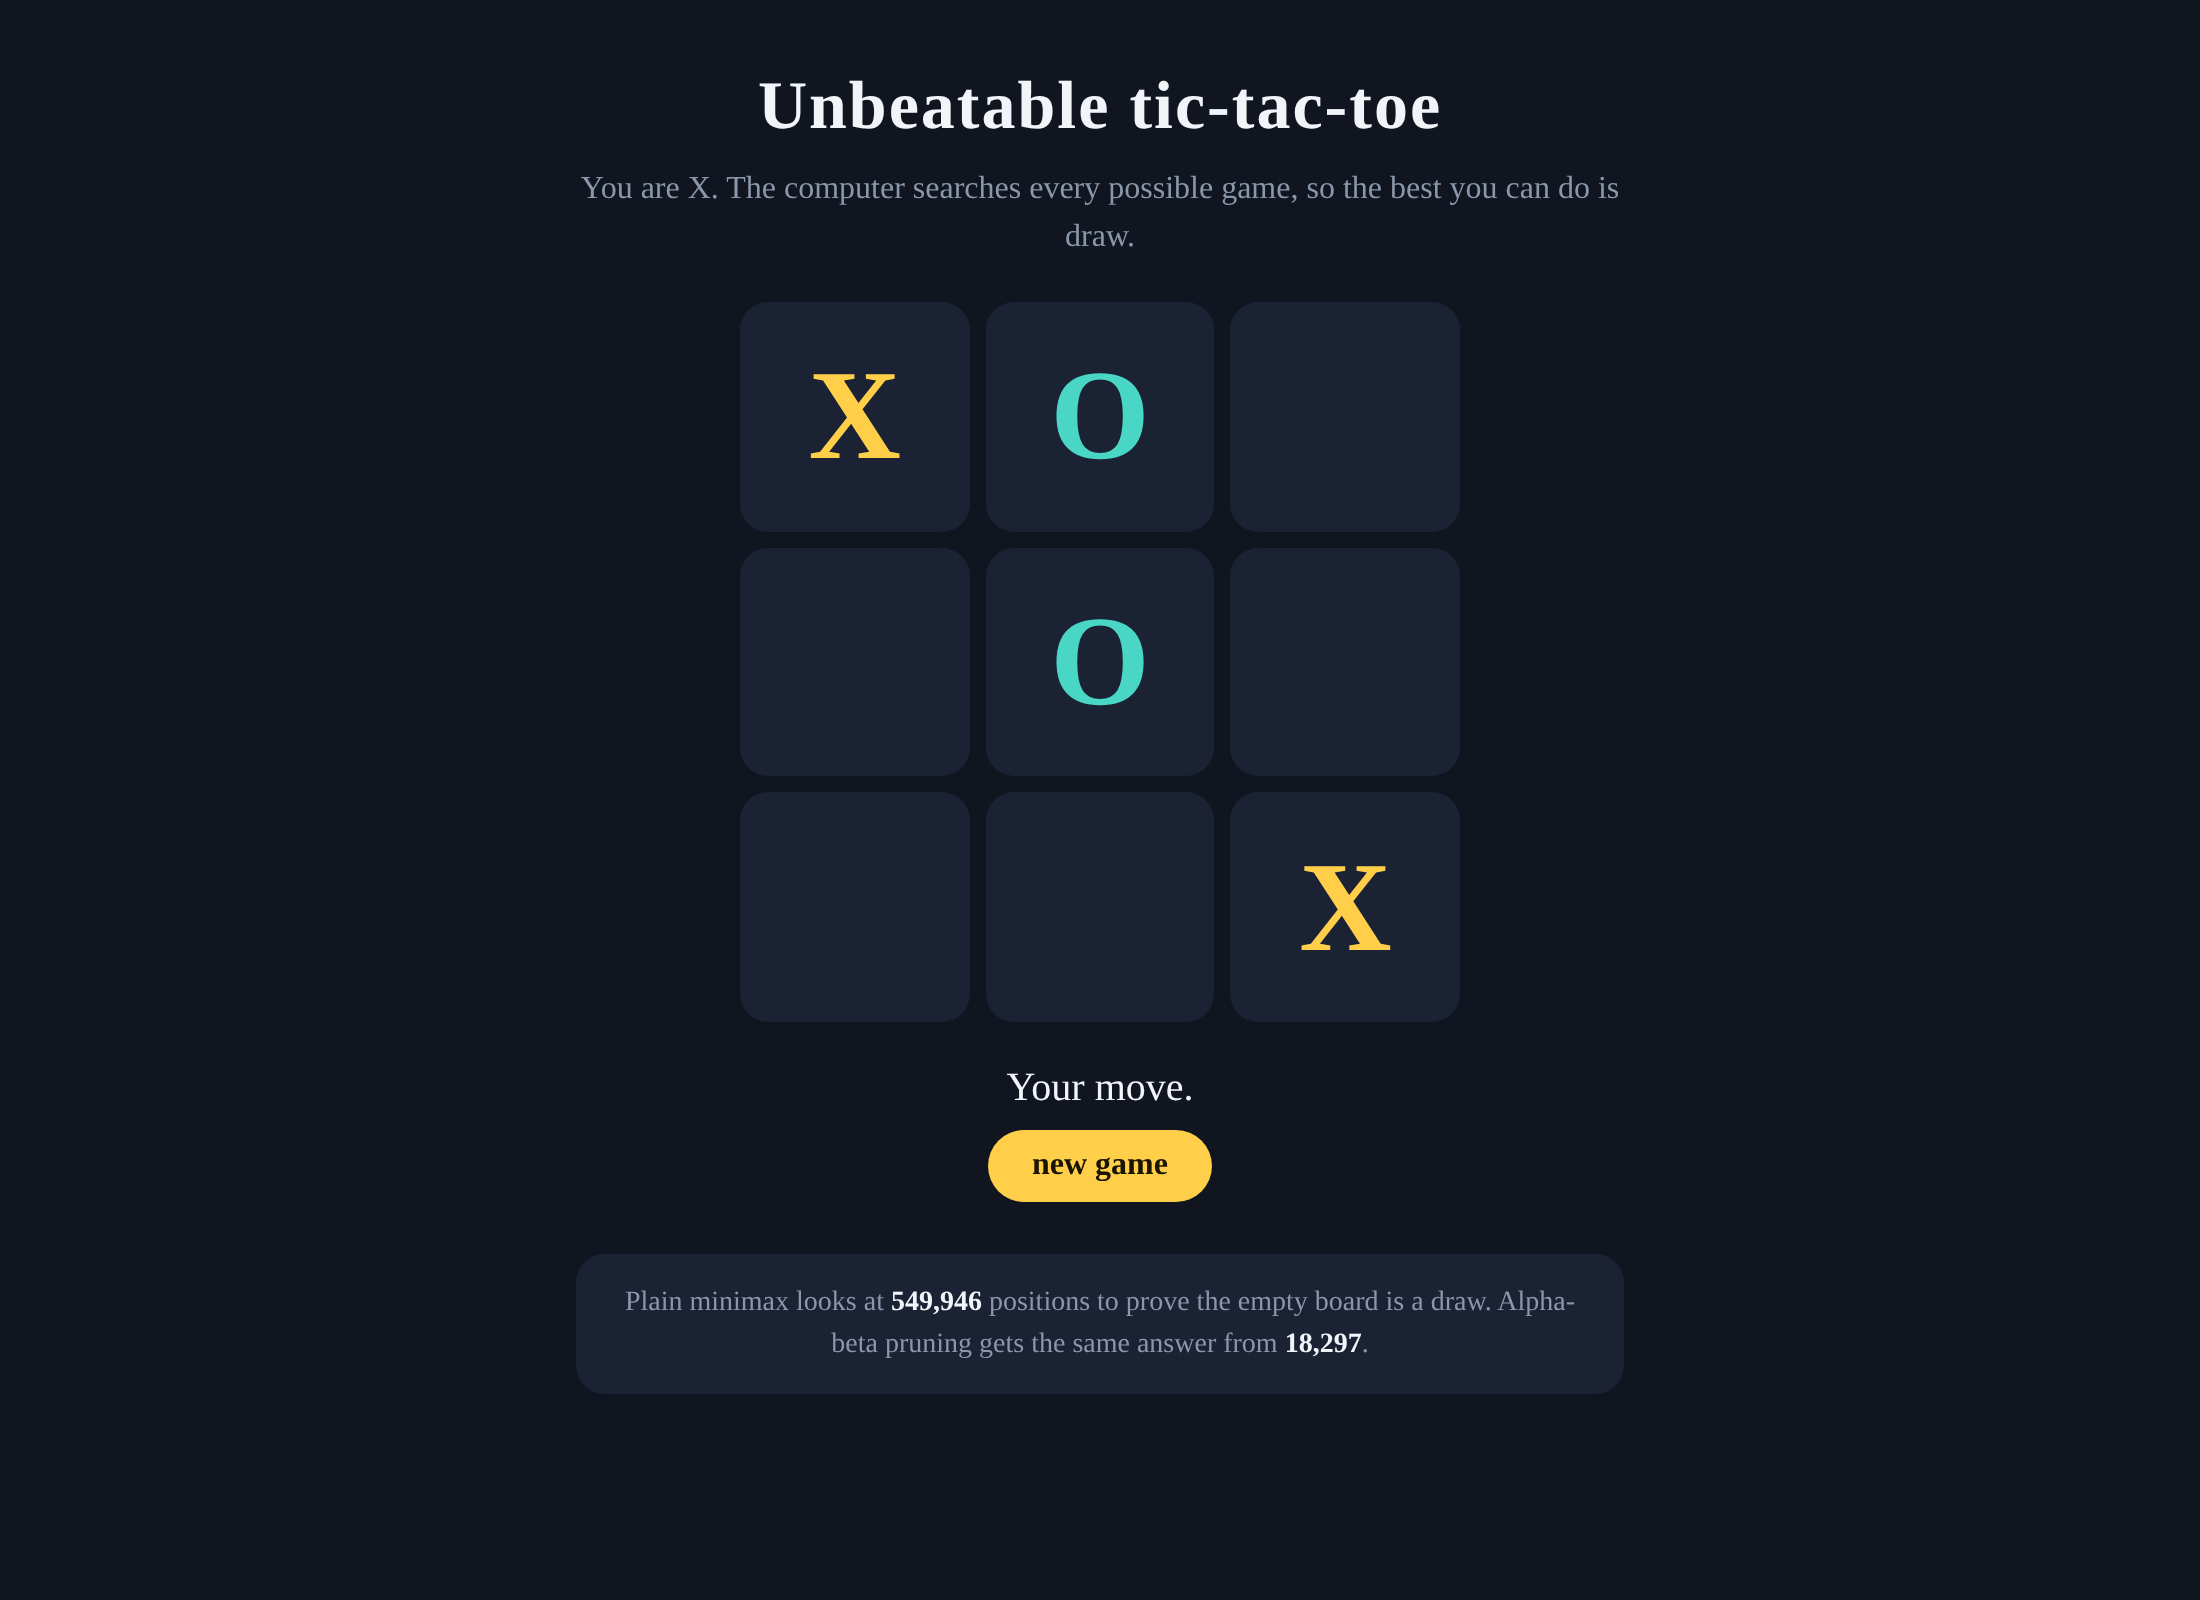 Unbeatable tic-tac-toe
You are X. The computer searches every possible game, so the best you can do is
draw.
X O
O
X
Your move.
new game
Plain minimax looks at 549,946 positions to prove the empty board is a draw. Alpha-
beta pruning gets the same answer from 18,297.